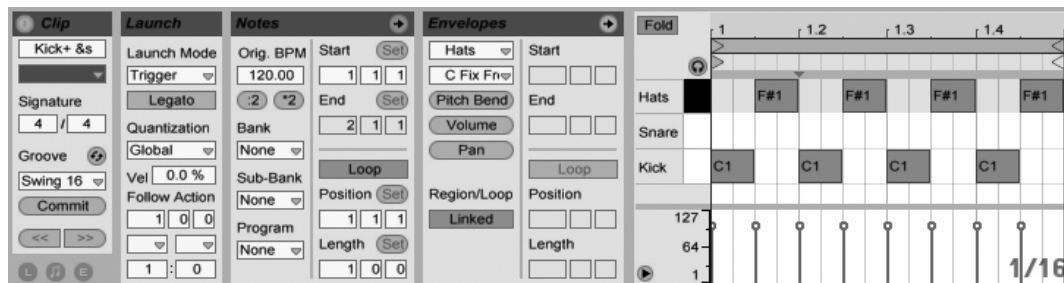 Clip
Kick+ &s
Signature
4 / 4
Groove
Swing 16
Commit
<< >>
L E
Launch
Launch Mode
Trigger
Legato
Quantization
Global
Vel 0.0 %
Follow Action
1 0 0
1 : 0
Notes
Orig. BPM
120.00
:2 *2
Bank
None
Sub-Bank
None
Program
None
Start Set
1 1 1
End Set
2 1 1
Loop
Position Set
1 1 1
Length Set
1 0 0
Envelopes
Hats
C Fix Fre
Pitch Bend
Volume
Pan
Region/Loop
Linked
Start
End
Loop
Position
Length
Fold
1 1.2 1.3 1.4
Hats F#1 F#1 F#1 F#1
Snare
Kick C1 C1 C1 C1
127
64
1
1/16